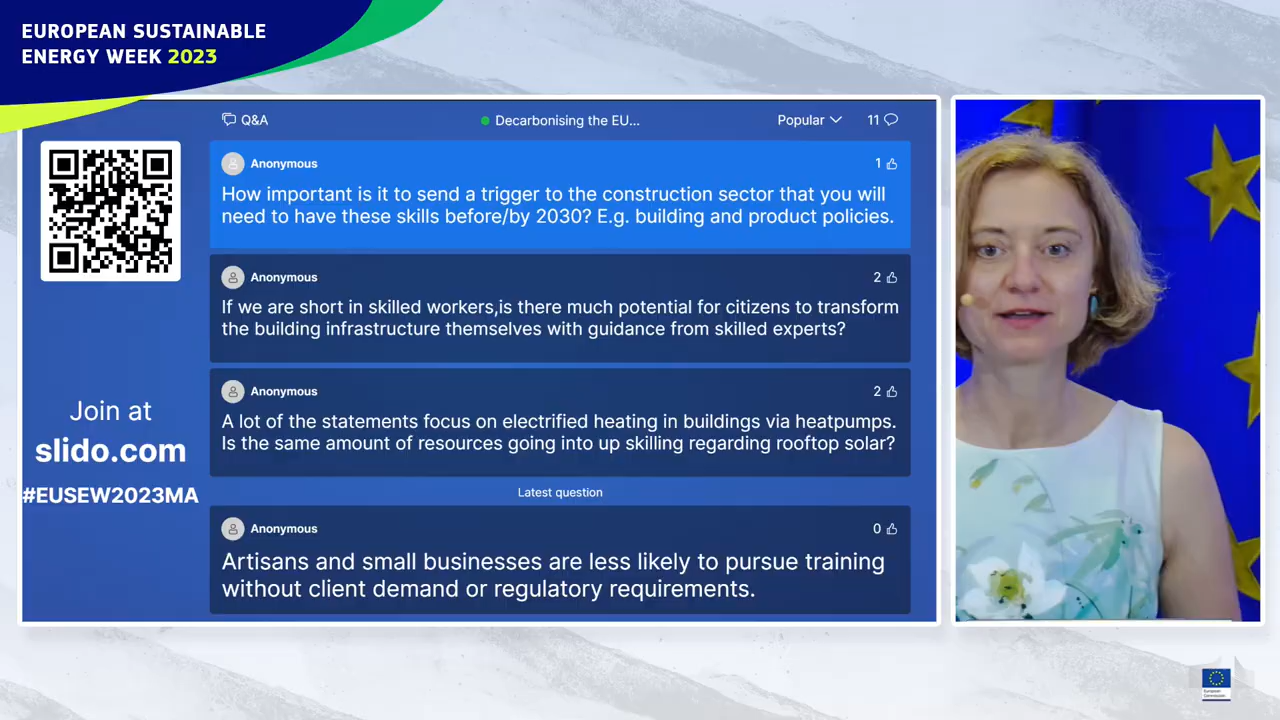 EUROPEAN SUSTAINABLE
ENERGY WEEK 2023
Q&A
Decarbonising the EU...
Popular
11
Anonymous
1
How important is it to send a trigger to the construction sector that you will
need to have these skills before/by 2030? E.g. building and product policies.
Anonymous
2
If we are short in skilled workers,is there much potential for citizens to transform
the building infrastructure themselves with guidance from skilled experts?
Anonymous
2
A lot of the statements focus on electrified heating in buildings via heatpumps.
Is the same amount of resources going into up skilling regarding rooftop solar?
Latest question
Anonymous
0
Artisans and small businesses are less likely to pursue training
without client demand or regulatory requirements.
Join at
slido.com
#EUSEW2023MA
European
Commission